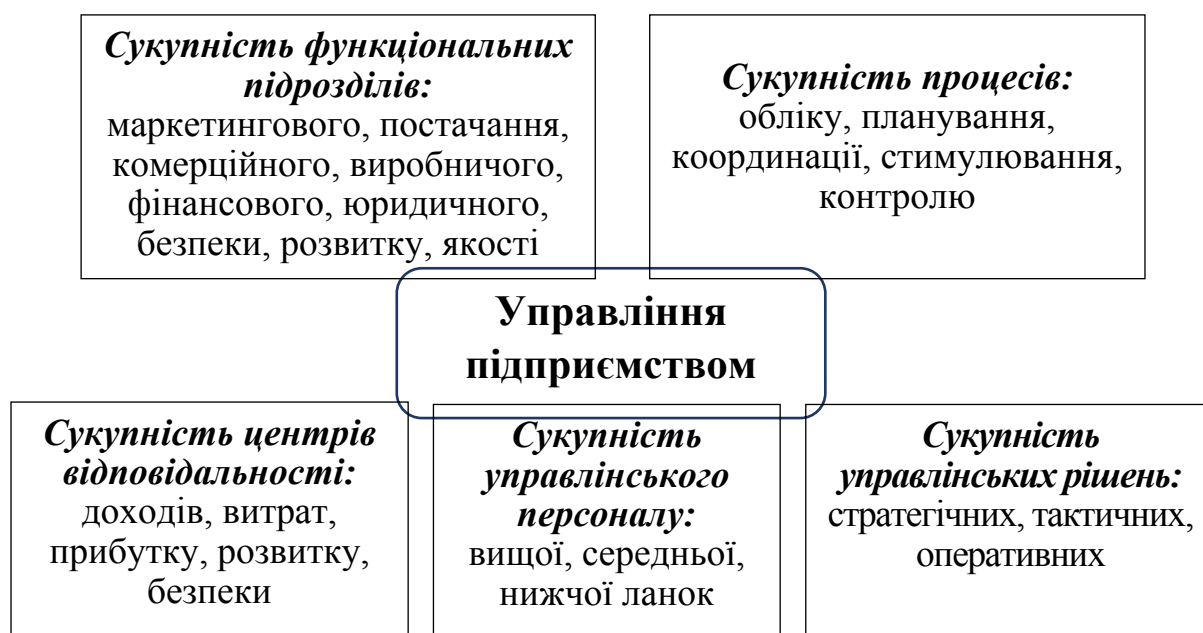 Сукупність функціональних
підрозділів:
маркетингового, постачання,
комерційного, виробничого,
фінансового, юридичного,
безпеки, розвитку, якості
Сукупність процесів:
обліку, планування,
координації, стимулювання,
контролю
Управління
підприємством
Сукупність центрів
відповідальності:
доходів, витрат,
прибутку, розвитку,
безпеки
Сукупність
управлінського
персоналу:
вищої, середньої,
нижчої ланок
Сукупність
управлінських рішень:
стратегічних, тактичних,
оперативних